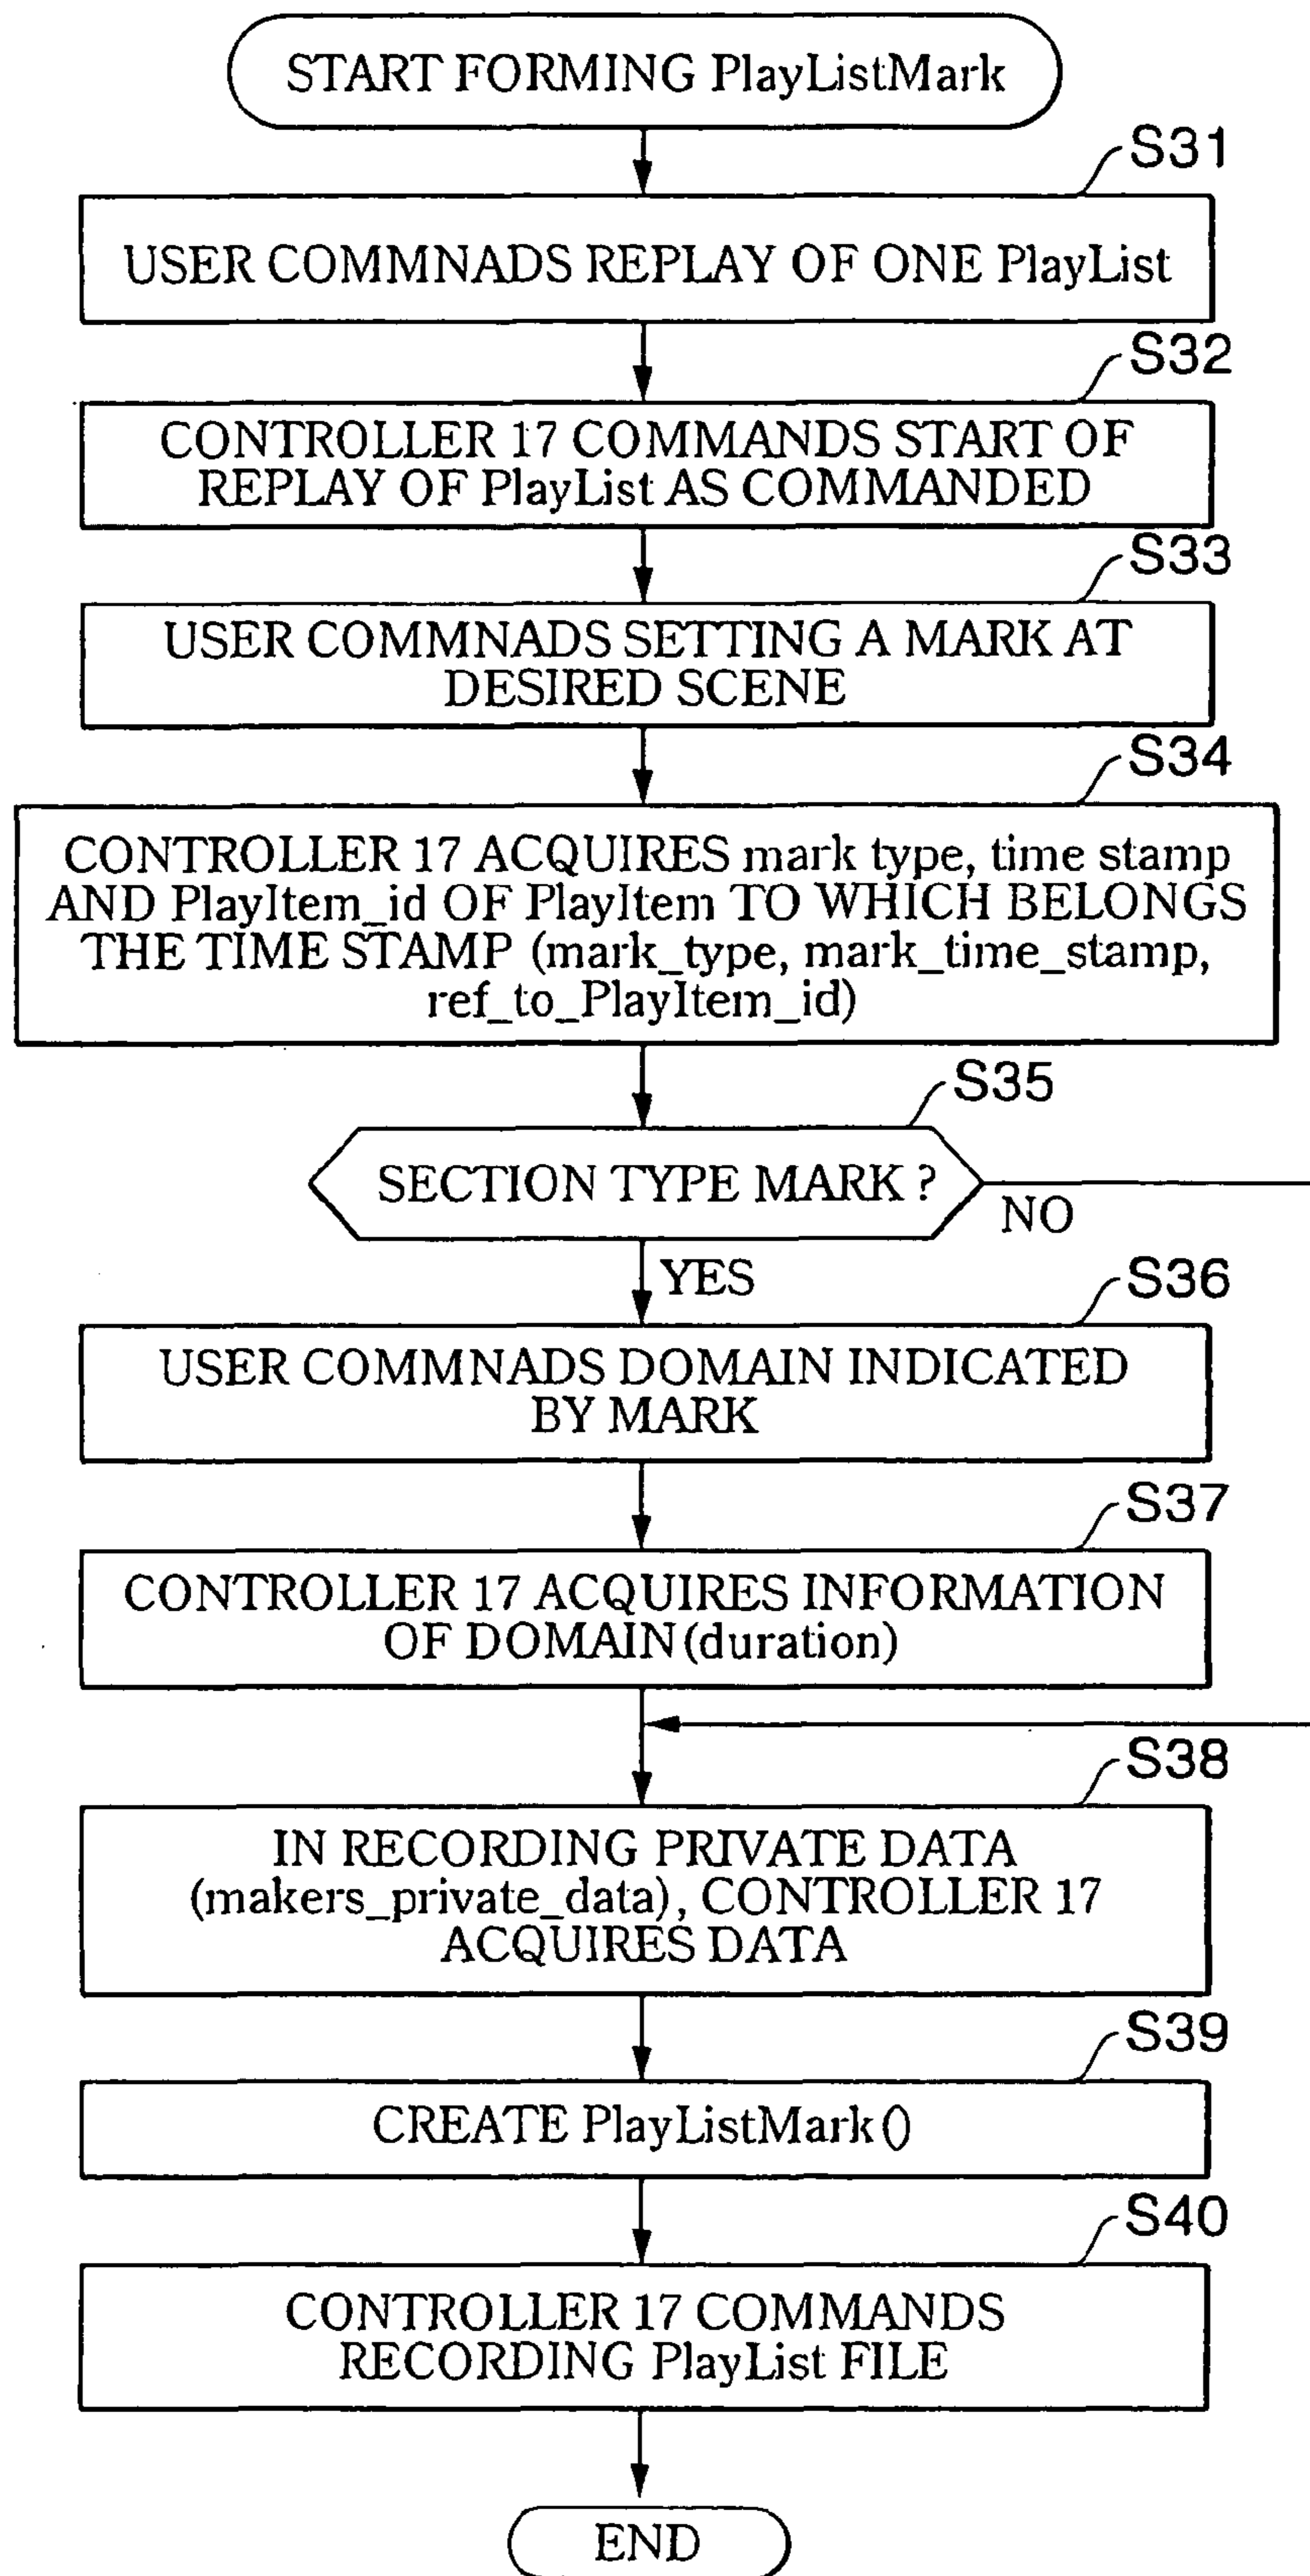 START FORMING PlayListMark
S31
USER COMMNADS REPLAY OF ONE PlayList
S32
CONTROLLER 17 COMMANDS START OF
REPLAY OF PlayList AS COMMANDED
S33
USER COMMNADS SETTING A MARK AT
DESIRED SCENE
S34
CONTROLLER 17 ACQUIRES mark type, time stamp
AND PlayItem_id OF PlayItem TO WHICH BELONGS
THE TIME STAMP (mark_type, mark_time_stamp,
ref_to_PlayItem_id)
S35
SECTION TYPE MARK ?
NO
YES
S36
USER COMMNADS DOMAIN INDICATED
BY MARK
S37
CONTROLLER 17 ACQUIRES INFORMATION
OF DOMAIN (duration)
S38
IN RECORDING PRIVATE DATA
(makers_private_data), CONTROLLER 17
ACQUIRES DATA
S39
CREATE PlayListMark ()
S40
CONTROLLER 17 COMMANDS
RECORDING PlayList FILE
END